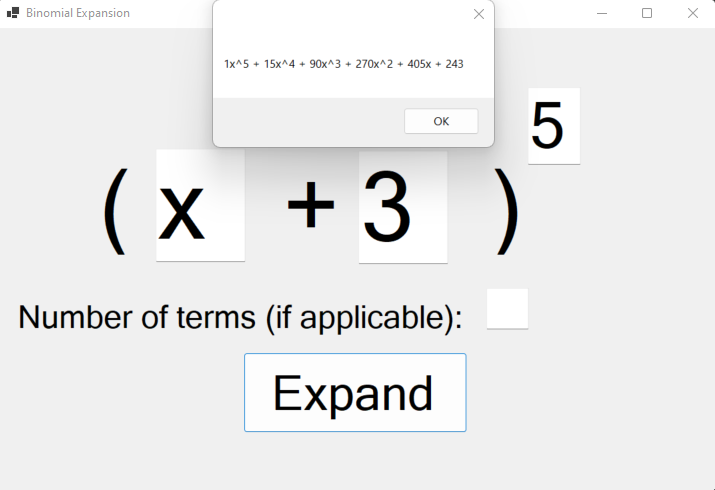 Binomial Expansion
1x^5 + 15x^4 + 90x^3 + 270x^2 + 405x + 243
OK
5
( x + 3 )
Number of terms (if applicable):
Expand